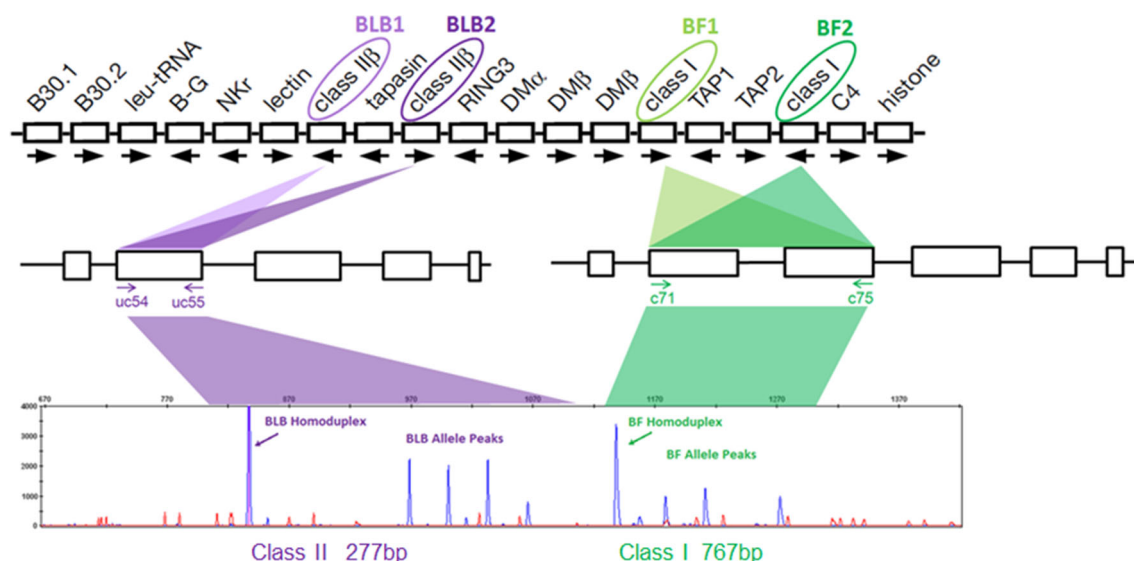 BLB1 BLB2 BF1 BF2
B30.1 B30.2 leu-tRNA B-G NKr lectin class IIβ tapasin class IIβ RING3 DMα DMβ DMβ class I TAP1 TAP2 class I C4 histone
uc54 uc55 c71 c75
670 770 870 970 1070 1170 1270 1370
4000
BLB Homoduplex BF Homoduplex
3000
BLB Allele Peaks BF Allele Peaks
2000
1000
0
Class II 277bp Class I 767bp